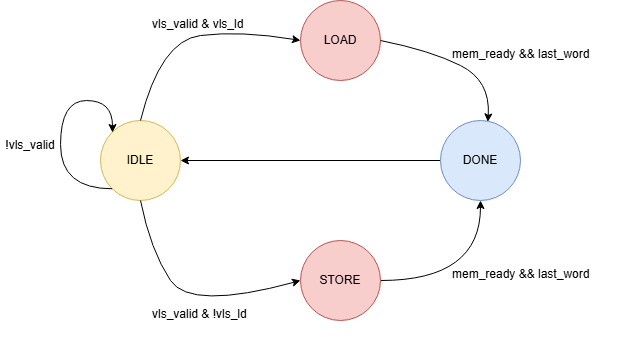 vls_valid & vls_ld
LOAD
mem_ready && last_word
!vls_valid
IDLE
DONE
STORE
mem_ready && last_word
vls_valid & !vls_ld